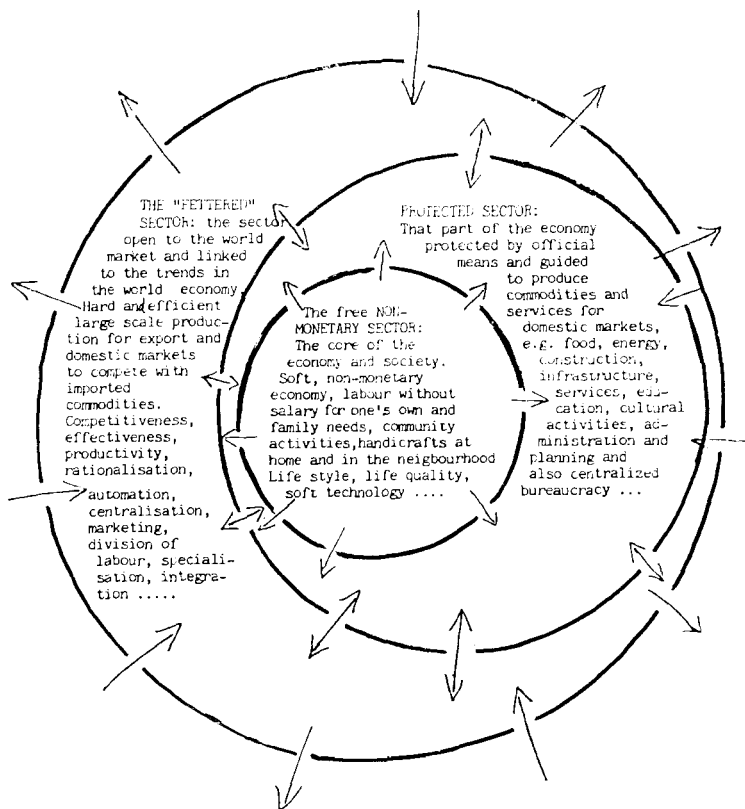 THE "FETTERED"
SECTOR: the sector
open to the world
market and linked
to the trends in
the world economy.
Hard and efficient
large scale produc-
tion for export and
domestic markets
to compete with
imported
commodities.
Competitiveness,
effectiveness,
productivity,
rationalisation,
automation,
centralisation,
marketing,
division of
labour, speciali-
sation, integra-
tion .....
The free NON-
MONETARY SECTOR:
The core of the
economy and society.
Soft, non-monetary
economy, labour without
salary for one's own and
family needs, community
activities,handicrafts at
home and in the neigbourhood
Life style, life quality,
soft technology ....
PROTECTED SECTOR:
That part of the economy
protected by official
means and guided
to produce
commodities and
services for
domestic markets,
e.g. food, energy,
construction,
infrastructure,
services, edu-
cation, cultural
activities, ad-
ministration and
planning and
also centralized
bureaucracy ...